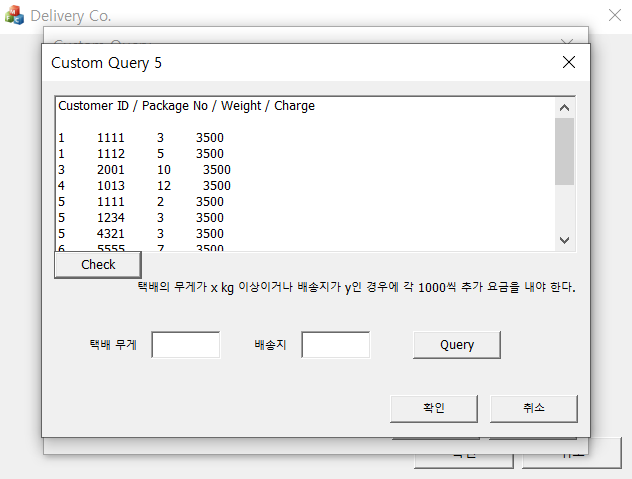 Delivery Co.
Custom Query 5
Customer ID / Package No / Weight / Charge
1 1111 3 3500
1 1112 5 3500
3 2001 10 3500
4 1013 12 3500
5 1111 2 3500
5 1234 3 3500
5 4321 3 3500
6 5555 7 3500
Check
택배의 무게가 x kg 이상이거나 배송지가 y인 경우에 각 1000씩 추가 요금을 내야 한다.
택배 무게 배송지 Query
확인 취소